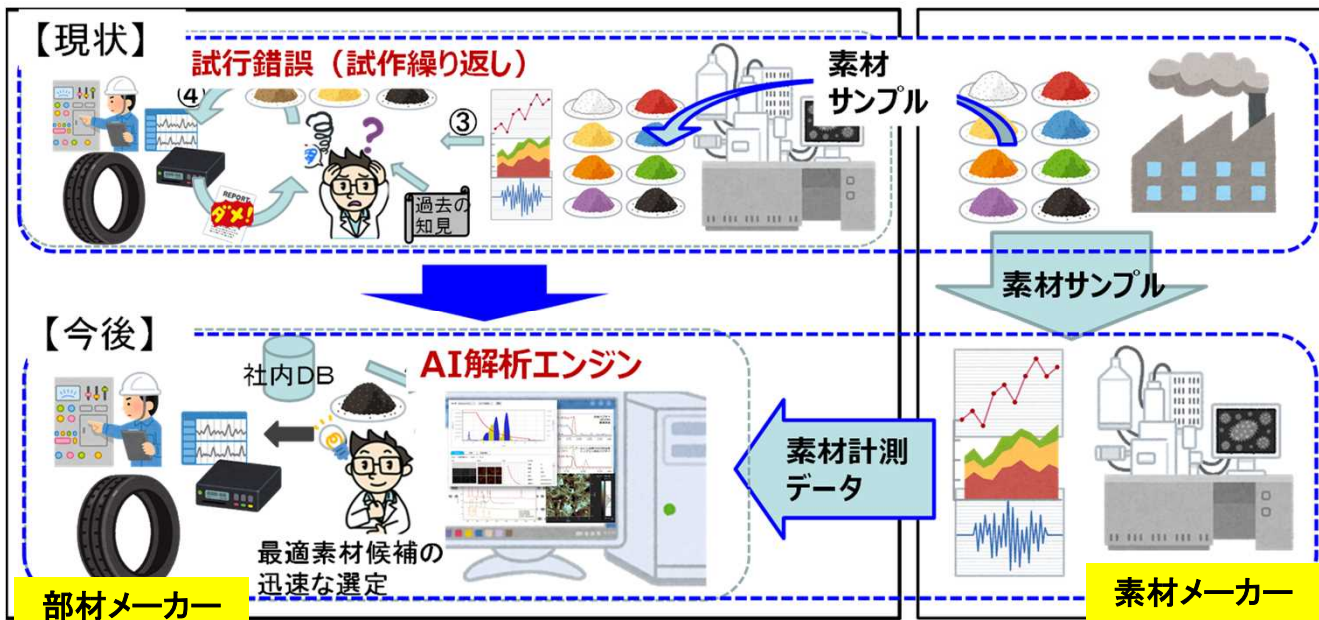 【現状】
試行錯誤（試作繰り返し）
素材
サンプル
④
③
REPORT
ダメ!
過去の
知見
素材サンプル
【今後】
社内DB
AI解析エンジン
素材計測
データ
最適素材候補の
迅速な選定
部材メーカー
素材メーカー